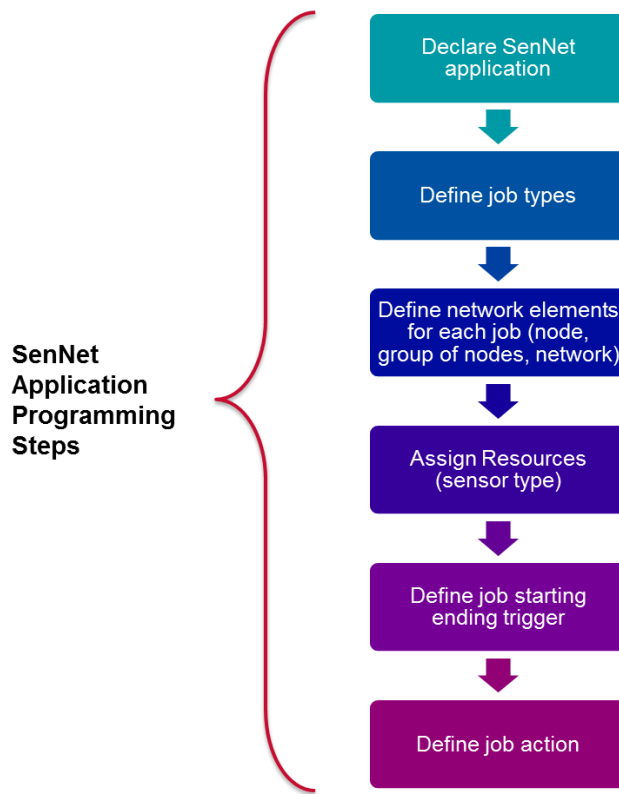 SenNet
Application
Programming
Steps
Declare SenNet
application
Define job types
Define network elements
for each job (node,
group of nodes, network)
Assign Resources
(sensor type)
Define job starting
ending trigger
Define job action